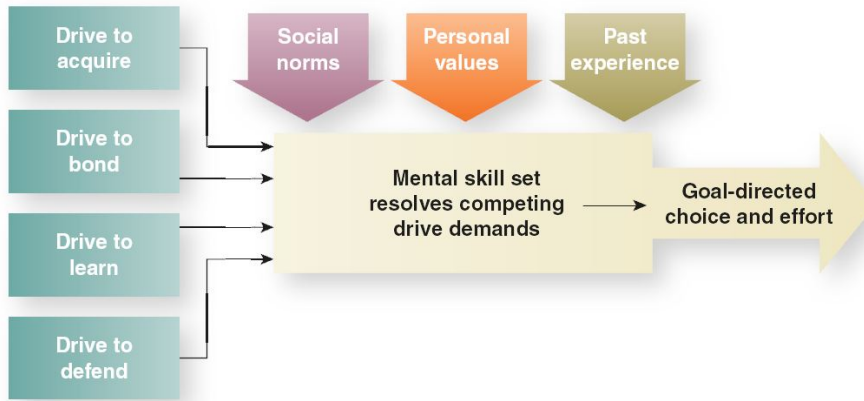 Drive to
acquire
Drive to
bond
Drive to
learn
Drive to
defend
Social
norms
Personal
values
Past
experience
Mental skill set
resolves competing
drive demands
Goal-directed
choice and effort